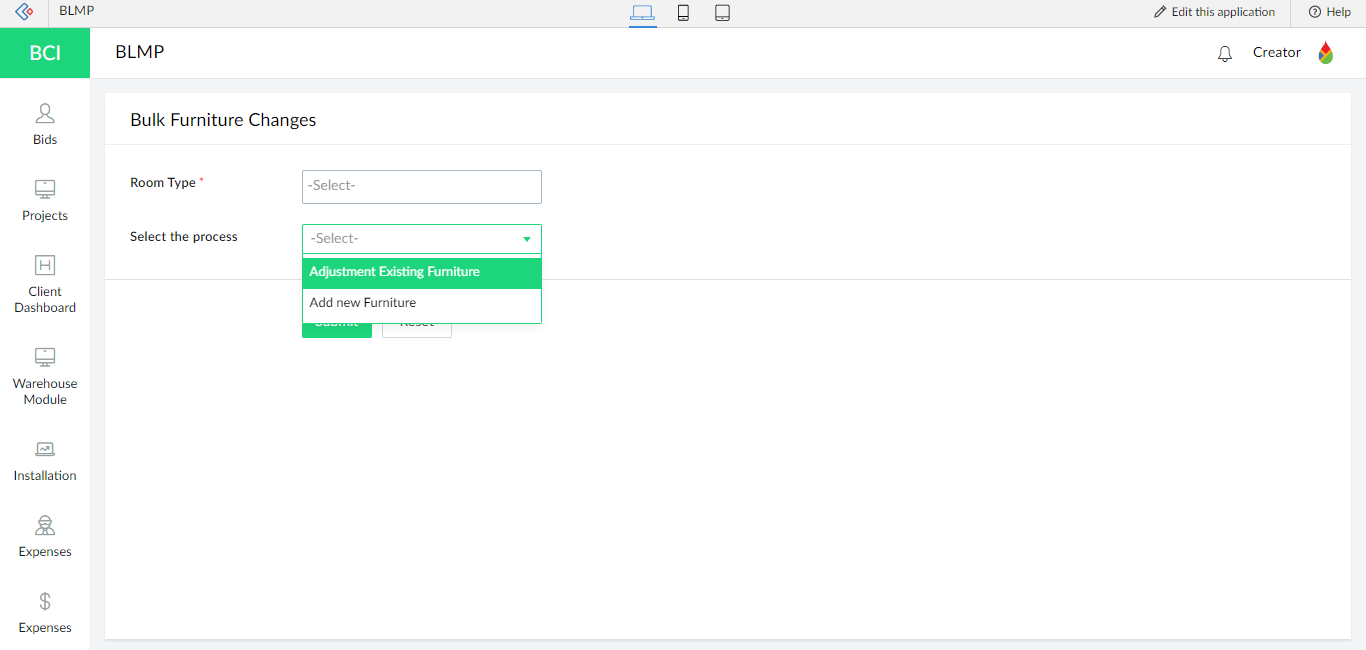 BLMP
Edit this application
Help
BCI
BLMP
Creator
Bids
Projects
Client
Dashboard
Warehouse
Module
Installation
Expenses
Expenses
Bulk Furniture Changes
Room Type *
-Select-
Select the process
-Select-
Adjustment Existing Furniture
Add new Furniture
Submit
Reset